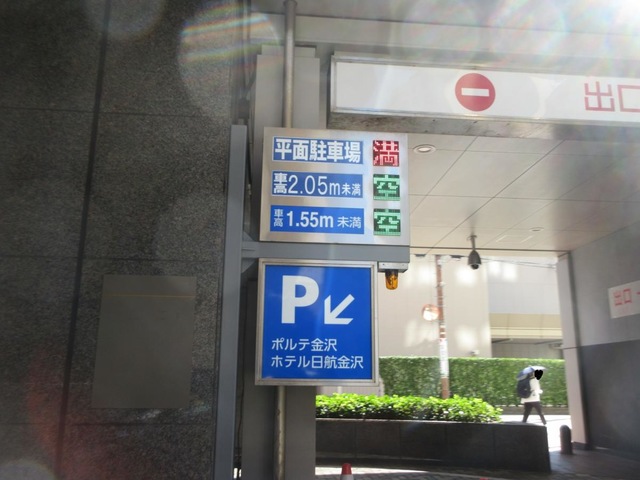 出口
平面駐車場 満
車高2.05m未満 空
車高1.55m未満 空
P
ポルテ金沢
ホテル日航金沢
出口